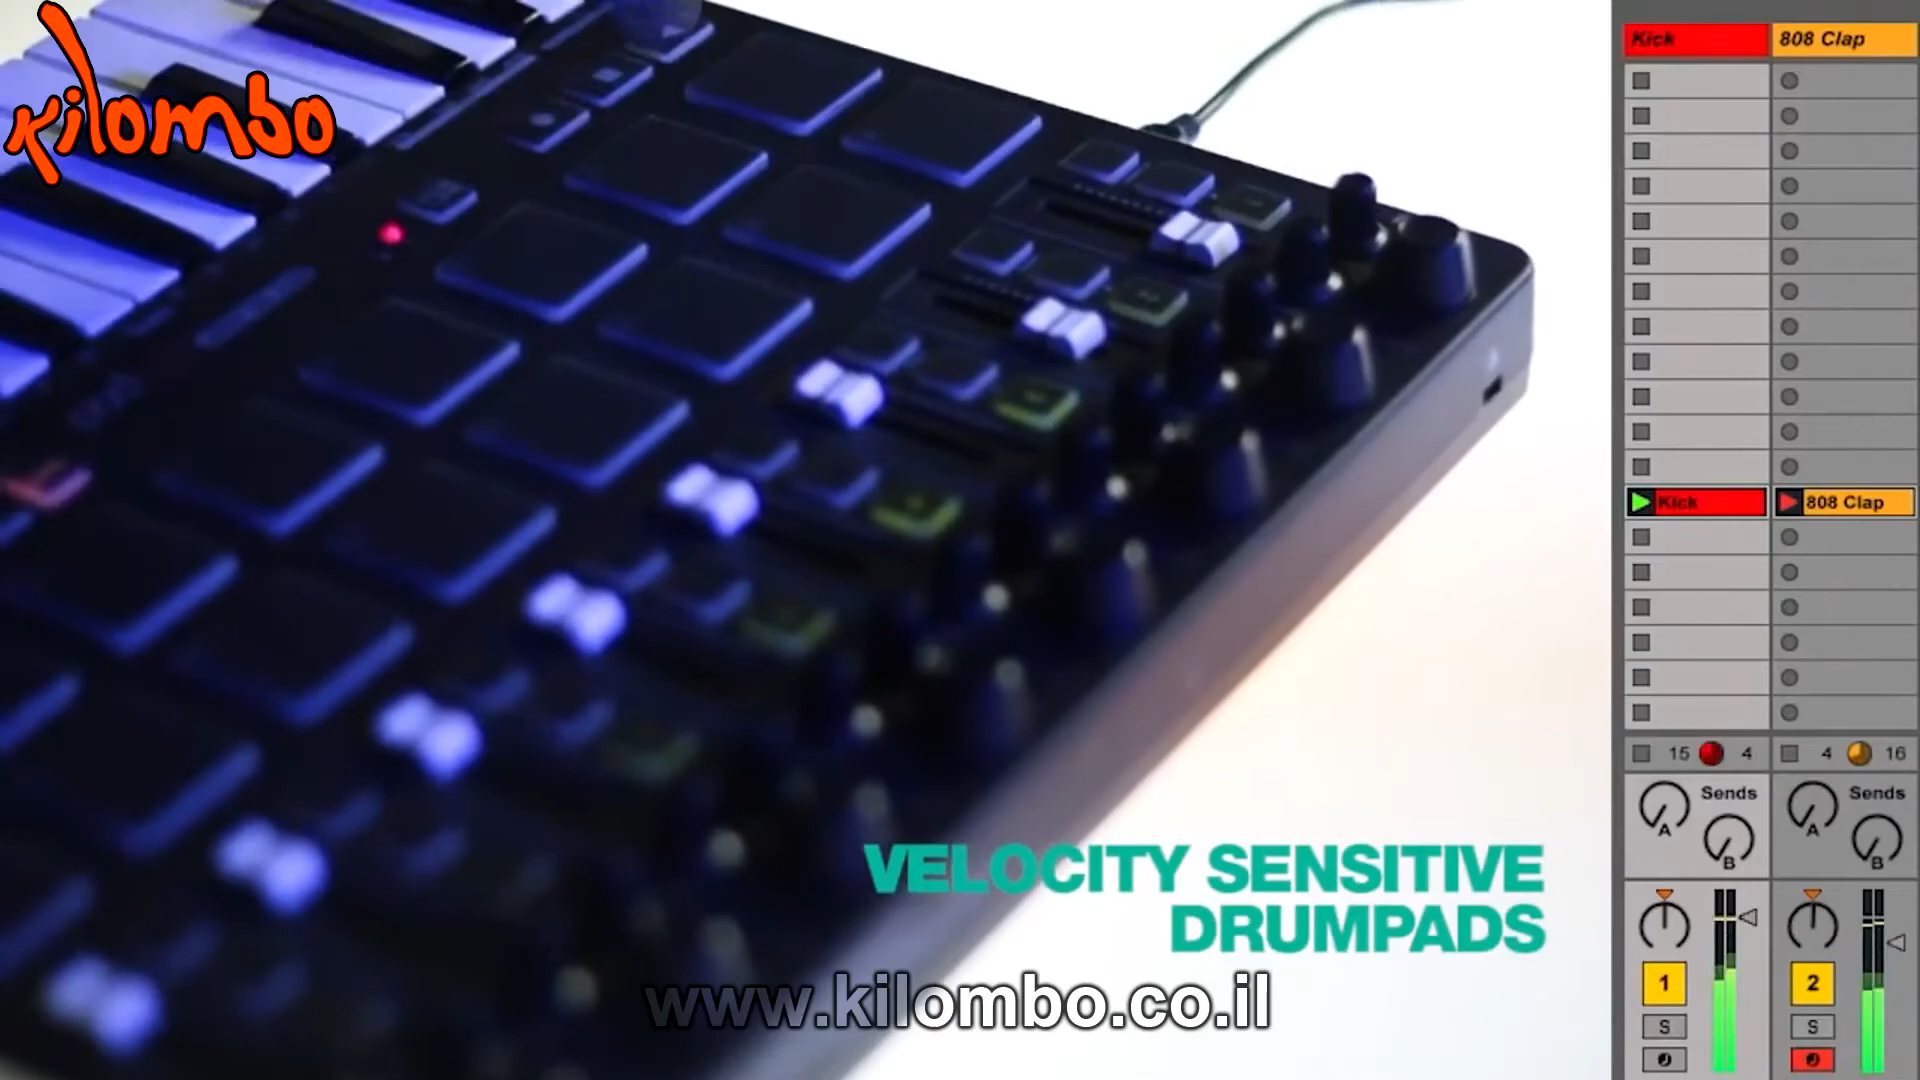 kilombo
Kick
808 Clap
Kick
808 Clap
15 4
4 16
Sends
A
B
Sends
A
B
1
2
S
S
VELOCITY SENSITIVE
DRUMPADS
www.kilombo.co.il